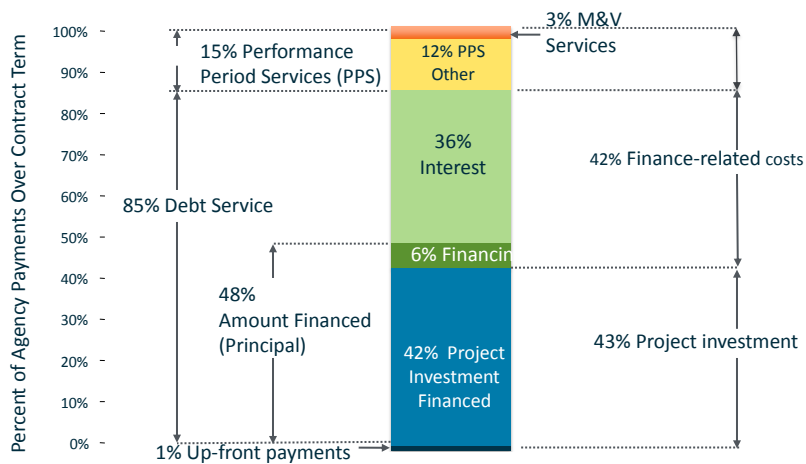 Percent of Agency Payments Over Contract Term
100%
90%
80%
70%
60%
50%
40%
30%
20%
10%
0%
15% Performance
Period Services (PPS)
85% Debt Service
48%
Amount Financed
(Principal)
1% Up-front payments
12% PPS
Other
36%
Interest
6% Financin
42% Project
Investment
Financed
3% M&V
Services
42% Finance-related costs
43% Project investment